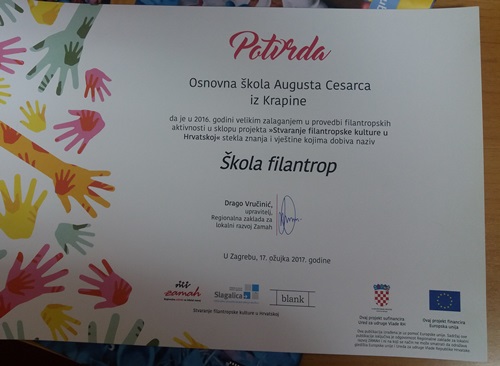 Potvrda
Osnovna škola Augusta Cesarca
iz Krapine
da je u 2016. godini velikim zalaganjem u provedbi filantropskih
aktivnosti u sklopu projekta »Stvaranje filantropske kulture u
Hrvatskoj« stekla znanja i vještine kojima dobiva naziv
Škola filantrop
Drago Vručinić,
upravitelj,
Regionalna zaklada za
lokalni razvoj Zamah
U Zagrebu, 17. ožujka 2017. godine
zamah
Slagalica
blank
Stvaranje filantropske kulture u Hrvatskoj
Ovaj projekt sufinancira
Ured za udruge Vlade RH
Ovaj projekt financira
Europska unija